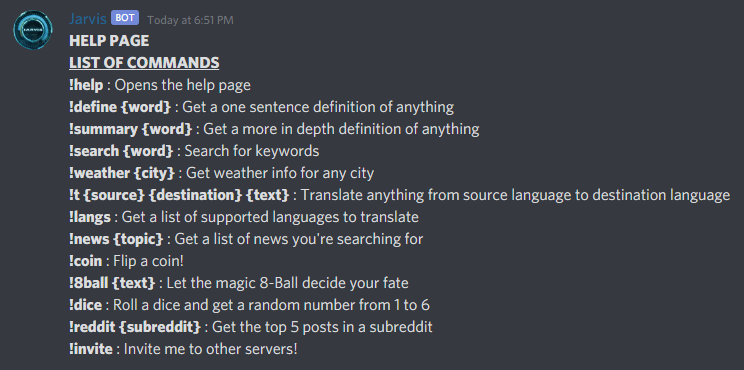 Jarvis BOT Today at 6:51 PM
HELP PAGE
LIST OF COMMANDS
!help : Opens the help page
!define {word} : Get a one sentence definition of anything
!summary {word} : Get a more in depth definition of anything
!search {word} : Search for keywords
!weather {city} : Get weather info for any city
!t {source} {destination} {text} : Translate anything from source language to destination language
!langs : Get a list of supported languages to translate
!news {topic} : Get a list of news you're searching for
!coin : Flip a coin!
!8ball {text} : Let the magic 8-Ball decide your fate
!dice : Roll a dice and get a random number from 1 to 6
!reddit {subreddit} : Get the top 5 posts in a subreddit
!invite : Invite me to other servers!